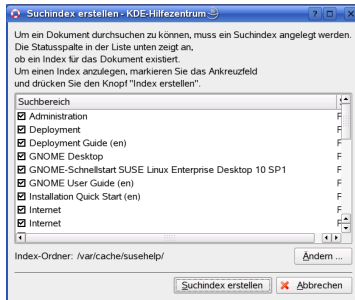 Suchindex erstellen - KDE-Hilfezentrum
Um ein Dokument durchsuchen zu können, muss ein Suchindex angelegt werden.
Die Statusspalte in der Liste unten zeigt an,
ob ein Index für das Dokument existiert.
Um einen Index anzulegen, markieren Sie das Ankreuzfeld
und drücken Sie den Knopf "Index erstellen".
Suchbereich
Administration F
Deployment F
Deployment Guide (en) F
GNOME Desktop F
GNOME-Schnellstart SUSE Linux Enterprise Desktop 10 SP1 F
GNOME User Guide (en) F
Installation Quick Start (en) F
Internet F
Internet F
Index-Ordner: /var/cache/susehelp/ Ändern ...
Suchindex erstellen Abbrechen